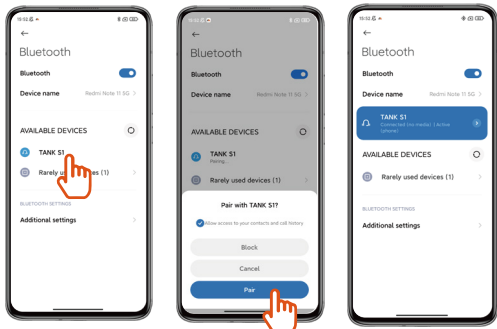 15:52
←
Bluetooth
Bluetooth
Device name Redmi Note 11 5G >
AVAILABLE DEVICES
TANK S1
Rarely used devices (1) >
BLUETOOTH SETTINGS
Additional settings >
15:52
←
Bluetooth
Bluetooth
Device name Redmi Note 11 5G >
AVAILABLE DEVICES
TANK S1
Pairing...
Rarely used devices (1) >
Pair with TANK S1?
Allow access to your contacts and call history
Block
Cancel
Pair
15:52
←
Bluetooth
Bluetooth
Device name Redmi Note 11 5G >
TANK S1
Connected (no media) | Active
(phone)
AVAILABLE DEVICES
Rarely used devices (1) >
BLUETOOTH SETTINGS
Additional settings >